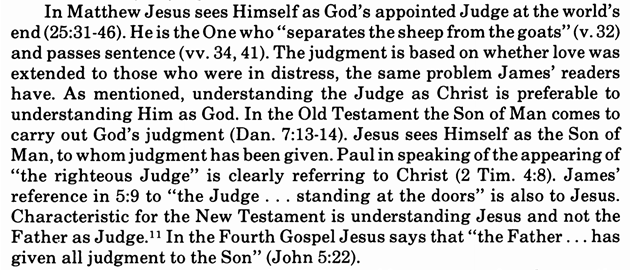 In Matthew Jesus sees Himself as God's appointed Judge at the world's
end (25:31-46). He is the One who "separates the sheep from the goats" (v. 32)
and passes sentence (vv. 34, 41). The judgment is based on whether love was
extended to those who were in distress, the same problem James' readers
have. As mentioned, understanding the Judge as Christ is preferable to
understanding Him as God. In the Old Testament the Son of Man comes to
carry out God's judgment (Dan. 7:13-14). Jesus sees Himself as the Son of
Man, to whom judgment has been given. Paul in speaking of the appearing of
"the righteous Judge" is clearly referring to Christ (2 Tim. 4:8). James'
reference in 5:9 to "the Judge . . . standing at the doors" is also to Jesus.
Characteristic for the New Testament is understanding Jesus and not the
Father as Judge.¹¹ In the Fourth Gospel Jesus says that "the Father . . . has
given all judgment to the Son" (John 5:22).